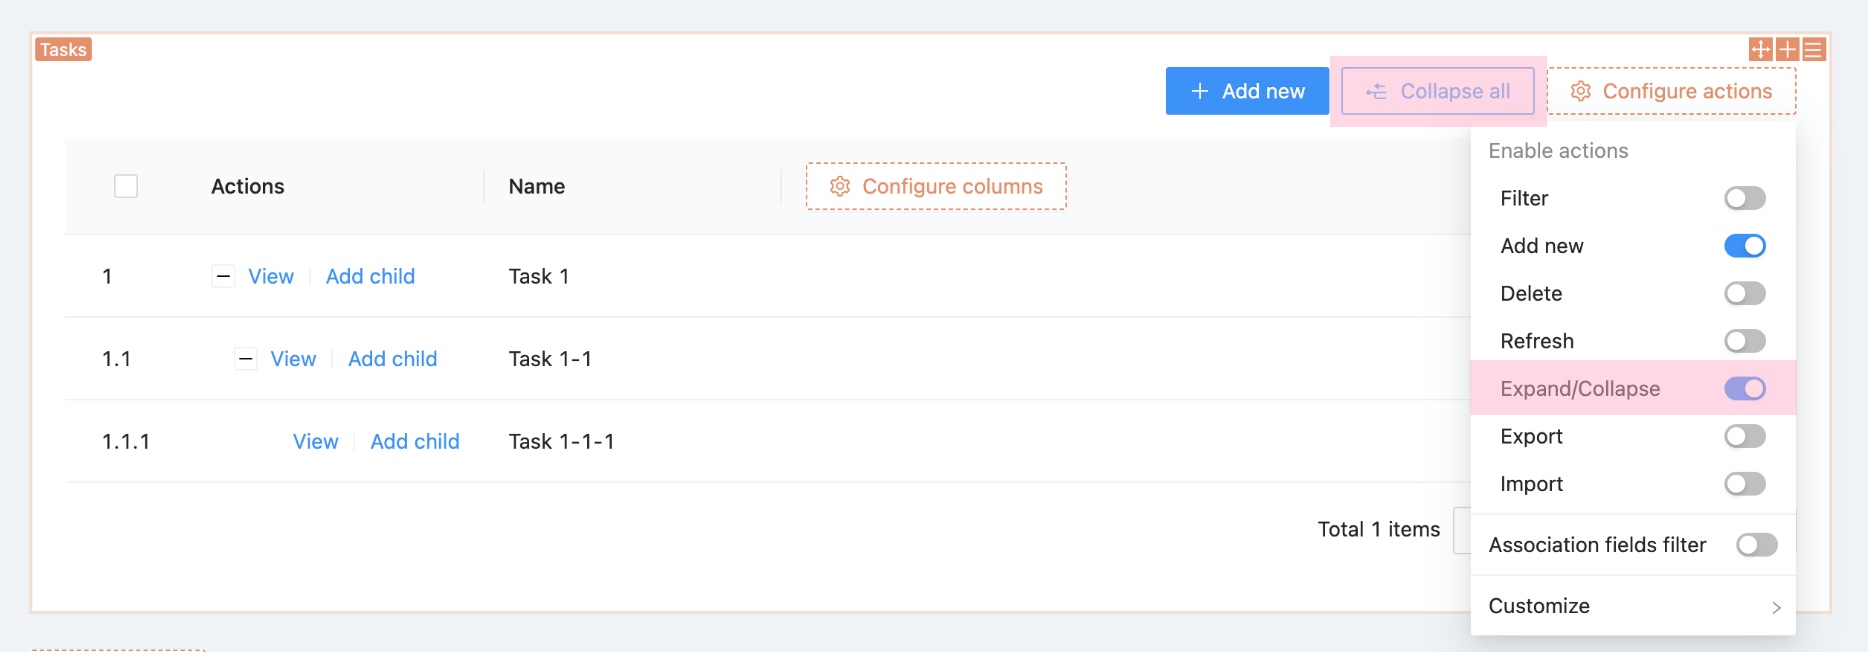 Tasks
Add new
Collapse all
Configure actions
Enable actions
Actions
Name
Configure columns
Filter
Add new
1
View
Add child
Task 1
Delete
Refresh
1.1
View
Add child
Task 1-1
Expand/Collapse
1.1.1
View
Add child
Task 1-1-1
Export
Import
Total 1 items
Association fields filter
Customize